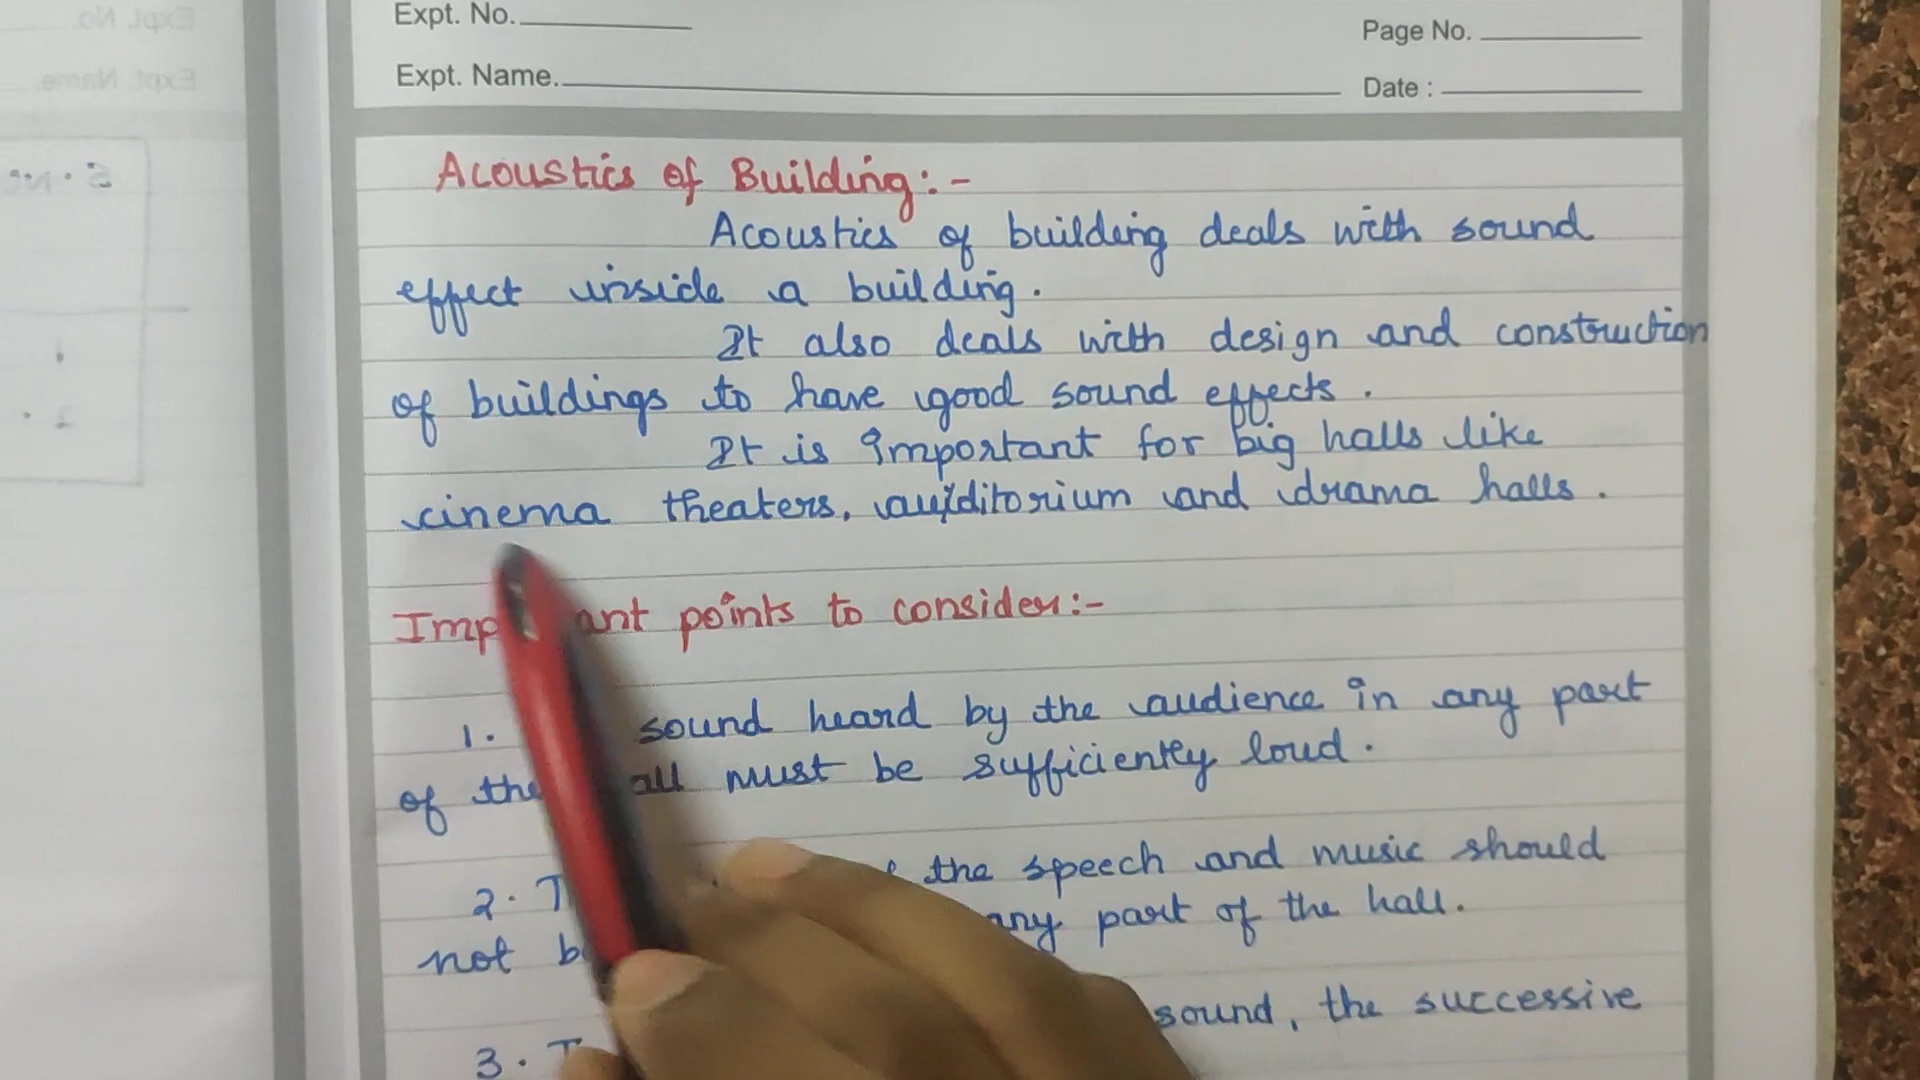 Expt. No.
Page No.
Expt. Name.
Date :
Acoustics of Building:-
Acoustics of building deals with sound
effect inside a building.
It also deals with design and construction
of buildings to have good sound effects.
It is important for big halls like
cinema theaters, auditorium and drama halls.
points to consider:-
1. sound heard by the audience in any part
of the must be sufficiently loud.
2. the speech and music should
not any part of the hall.
3. sound, the successive